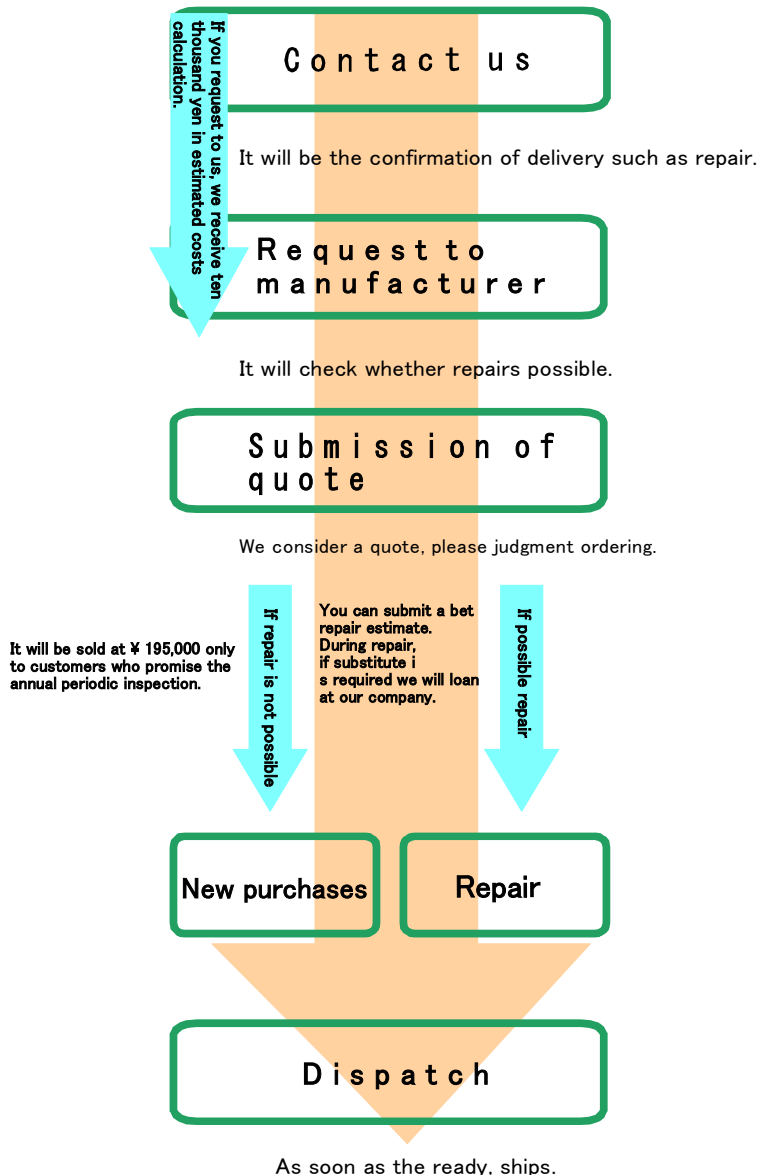 Contact us
If you request to us, we receive ten
thousand yen in estimated costs
calculation.
It will be the confirmation of delivery such as repair.
Request to
manufacturer
It will check whether repairs possible.
Submission of
quote
We consider a quote, please judgment ordering.
It will be sold at ¥ 195,000 only
to customers who promise the
annual periodic inspection.
If repair is not possible
You can submit a bet
repair estimate.
During repair,
if substitute i
s required we will loan
at our company.
If possible repair
New purchases
Repair
Dispatch
As soon as the ready, ships.